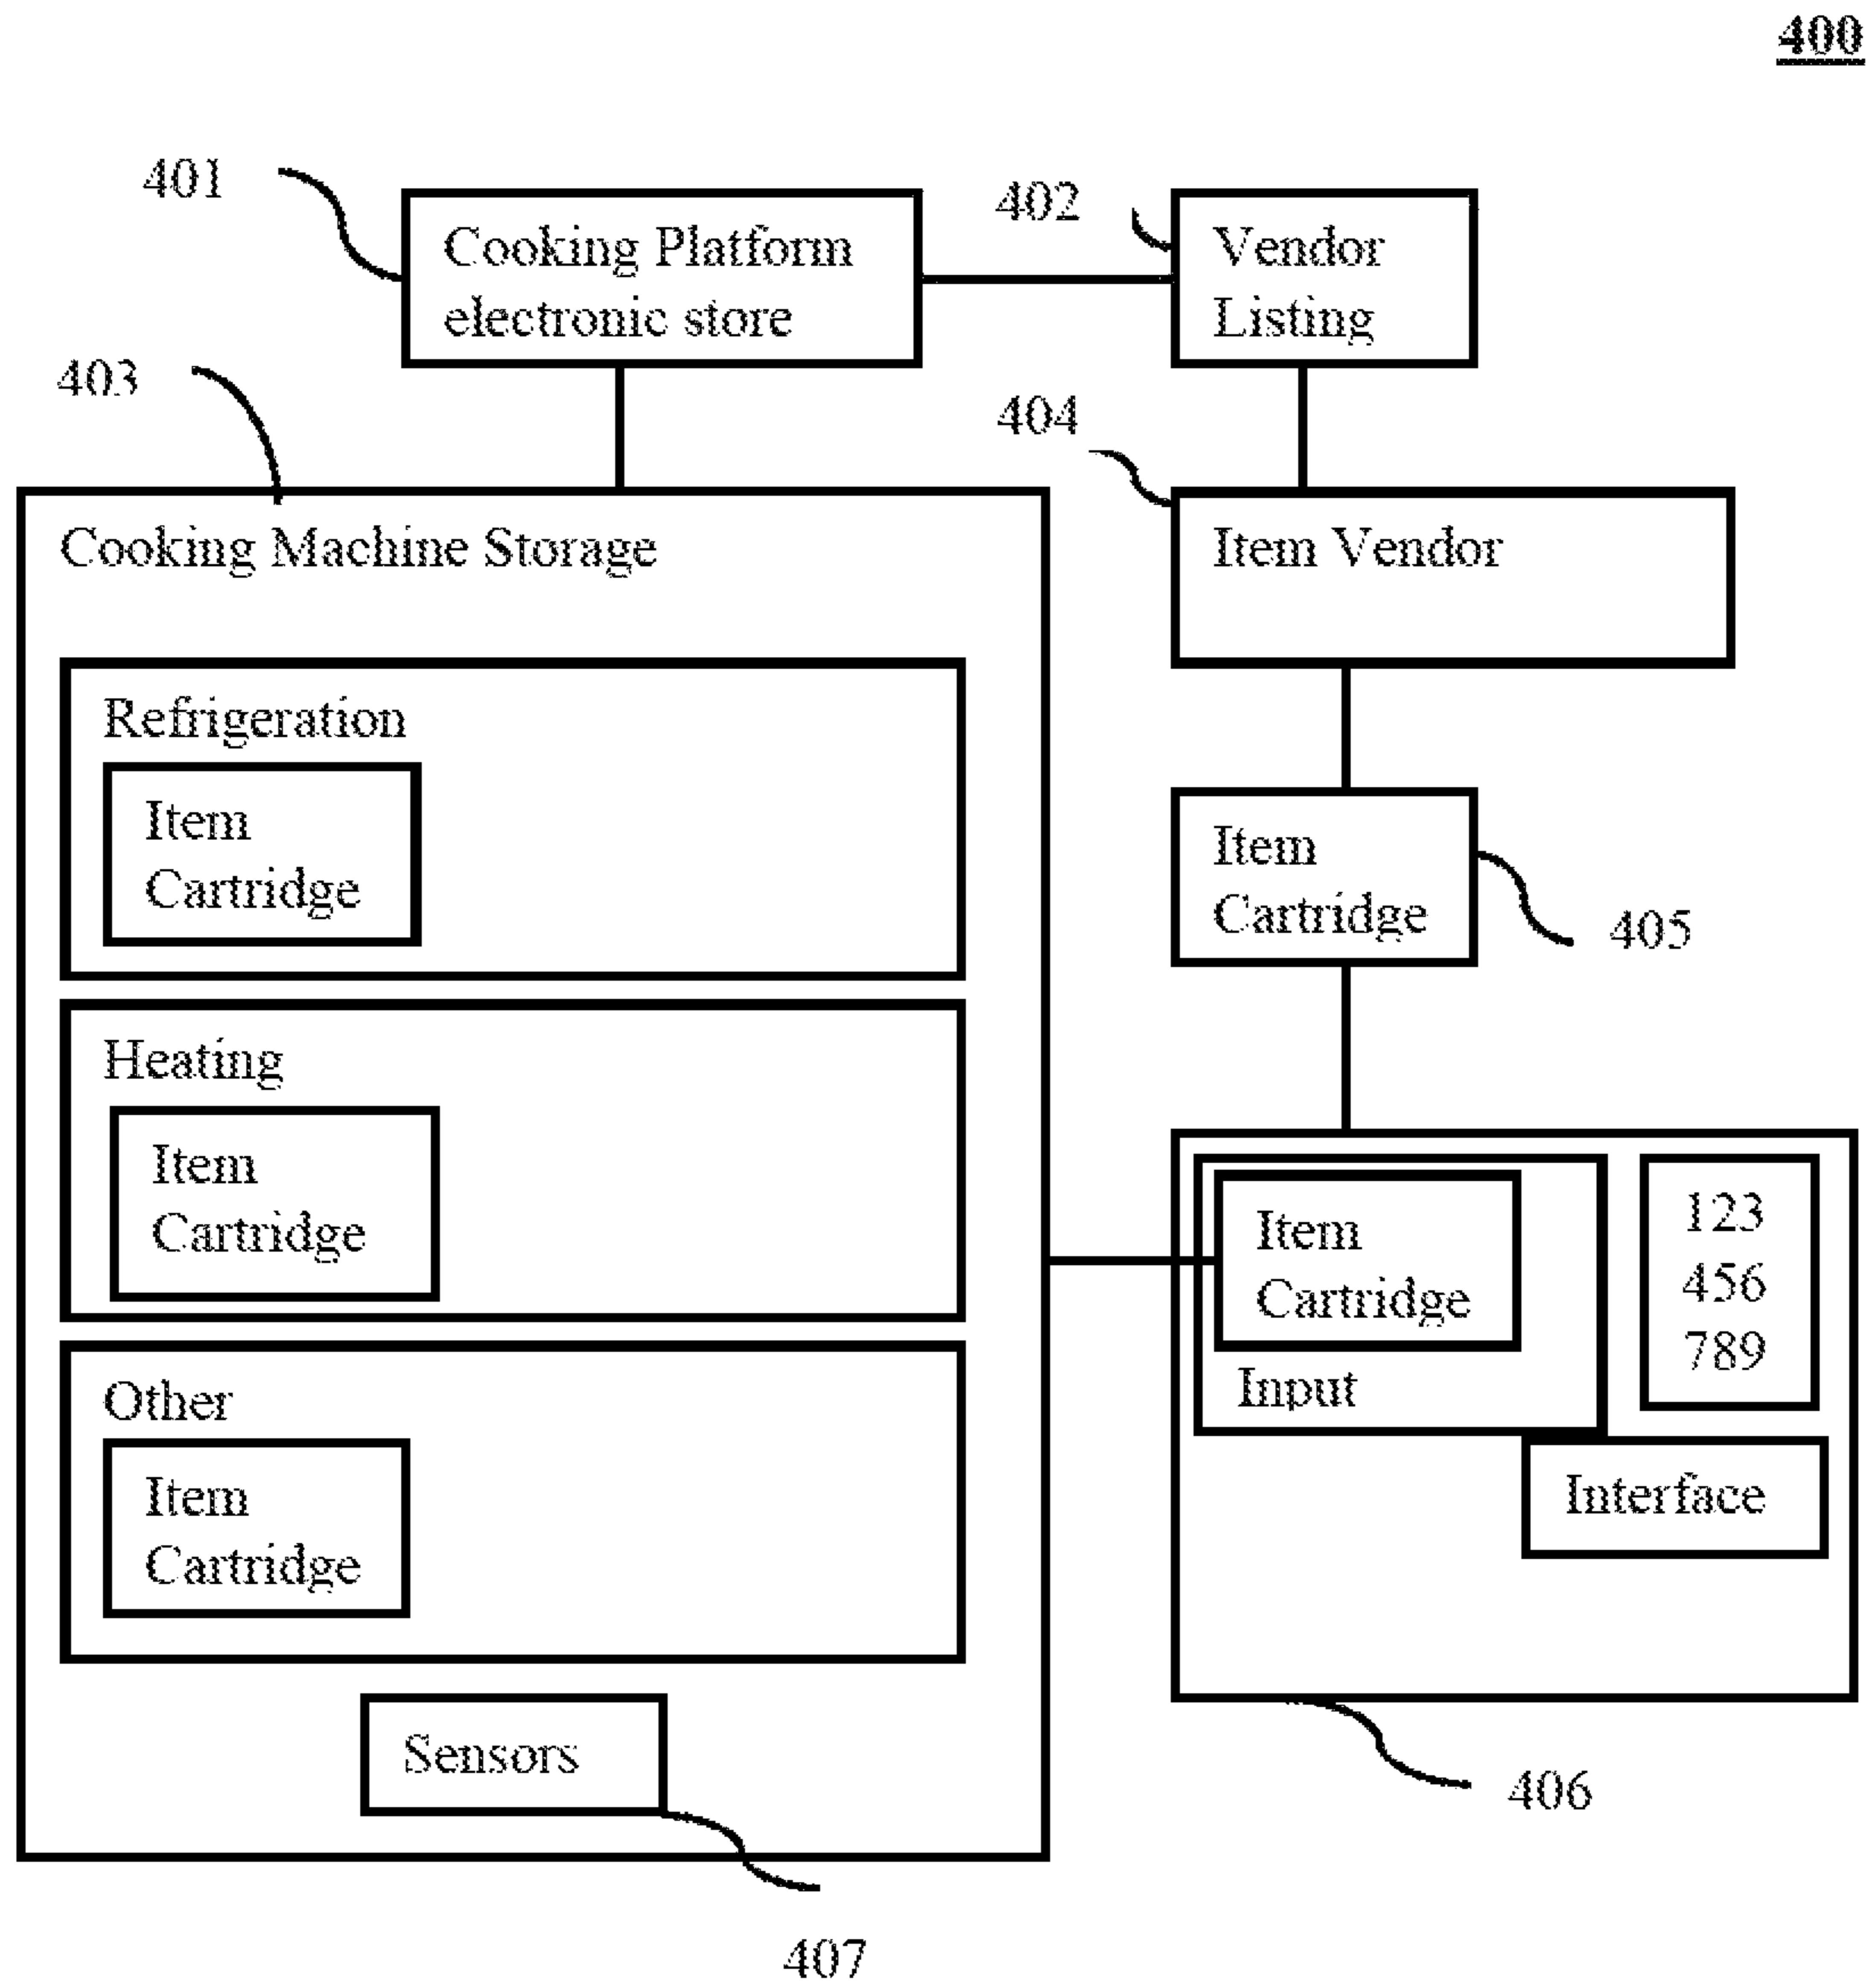 400
401
Cooking Platform
electronic store
402
Vendor
Listing
403
404
Cooking Machine Storage
Item Vendor
Refrigeration
Item
Cartridge
Item
Cartridge
405
Heating
Item
Cartridge
Item
Cartridge
Input
123
456
789
Interface
Other
Item
Cartridge
Sensors
406
407